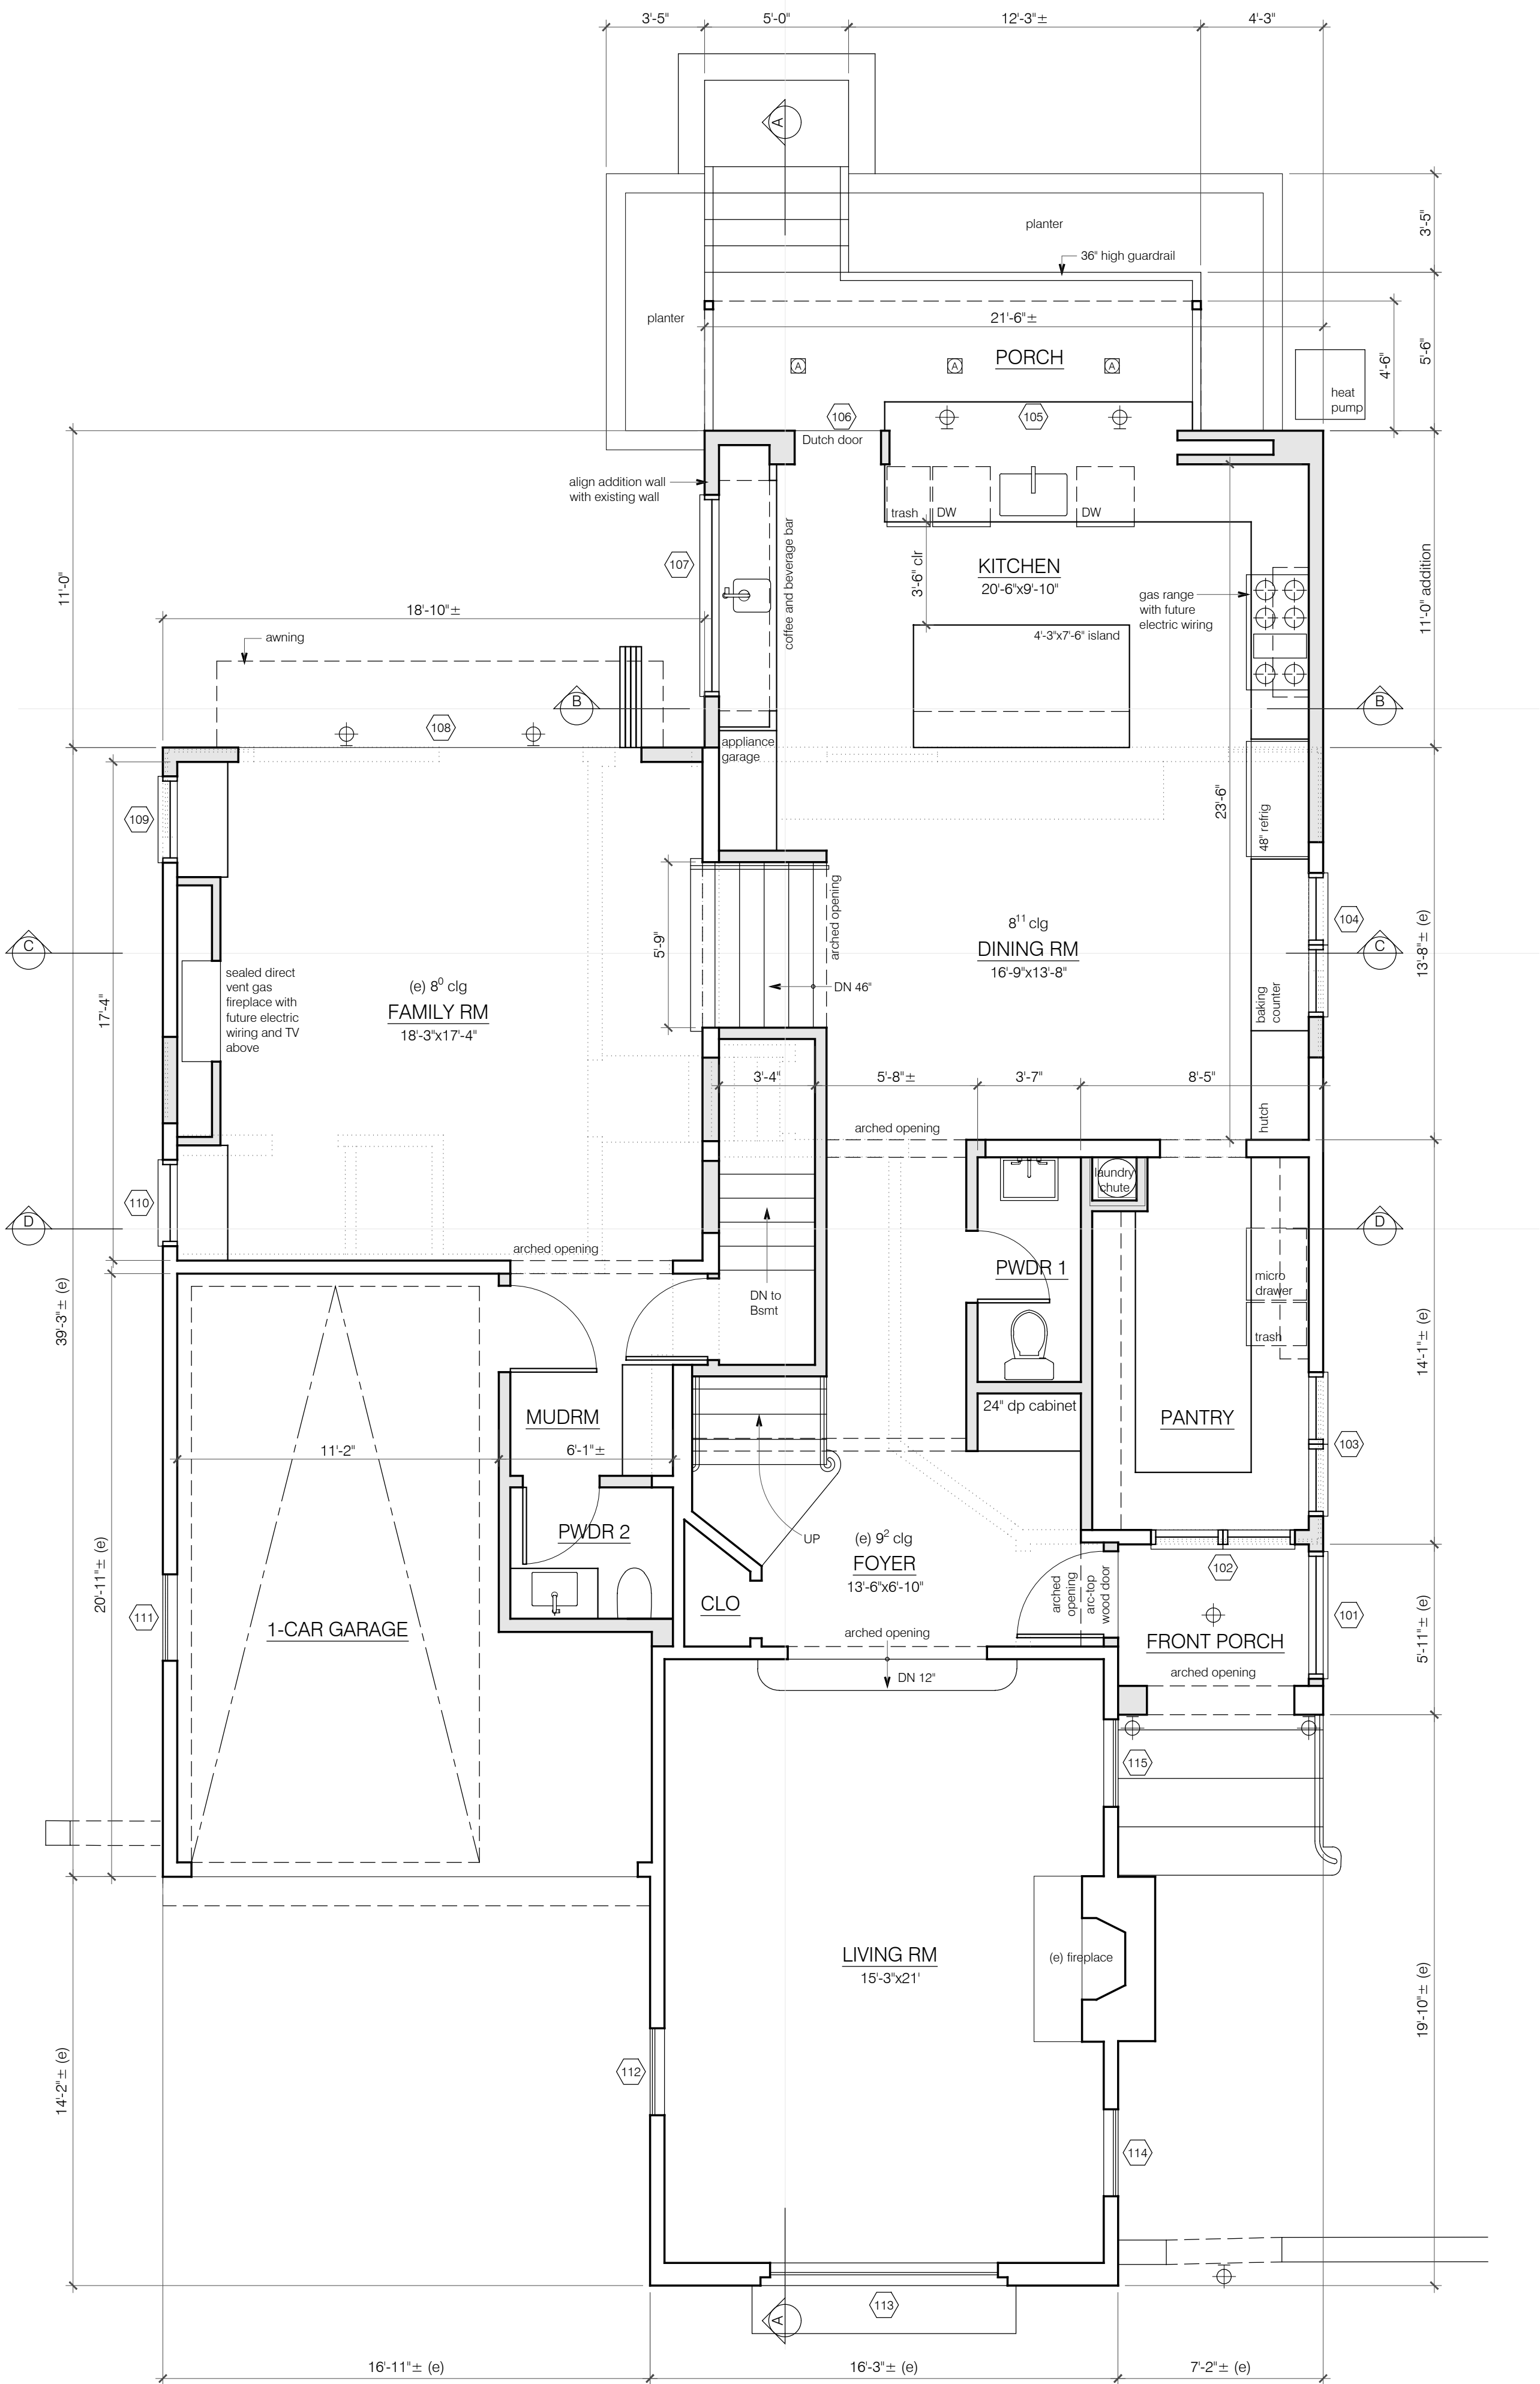 3'-5"
5'-0"
12'-3"±
4'-3"
A
planter
3'-5"
36" high guardrail
planter
21'-6"±
PORCH
A
A
A
4'-6"
5'-6"
heat
pump
106
105
Dutch door
align addition wall
with existing wall
trash
DW
DW
coffee and beverage bar
107
3'-6" clr
KITCHEN
20'-6"x9'-10"
gas range
with future
electric wiring
11'-0"
11'-0" addition
18'-10"±
4'-3"x7'-6" island
awning
B
B
108
appliance
garage
109
23'-6"
48" refrig
arched opening
8¹¹ clg
DINING RM
16'-9"x13'-8"
104
C
C
13'-8"± (e)
5'-9"
DN 46"
sealed direct
vent gas
fireplace with
future electric
wiring and TV
above
(e) 8⁰ clg
FAMILY RM
18'-3"x17'-4"
17'-4"
baking
counter
3'-4"
5'-8"±
3'-7"
8'-5"
hutch
arched opening
laundry
chute
110
D
D
arched opening
PWDR 1
micro
drawer
trash
DN to
Bsmt
39'-3"± (e)
14'-1"± (e)
24" dp cabinet
MUDRM
PANTRY
11'-2"
6'-1"±
103
PWDR 2
UP
(e) 9² clg
FOYER
13'-6"x6'-10"
102
20'-11"± (e)
arched
opening
arc-top
wood door
CLO
111
1-CAR GARAGE
101
5'-11"± (e)
arched opening
FRONT PORCH
arched opening
DN 12"
115
LIVING RM
15'-3"x21'
(e) fireplace
19'-10"± (e)
112
14'-2"± (e)
114
113
A
16'-11"± (e)
16'-3"± (e)
7'-2"± (e)